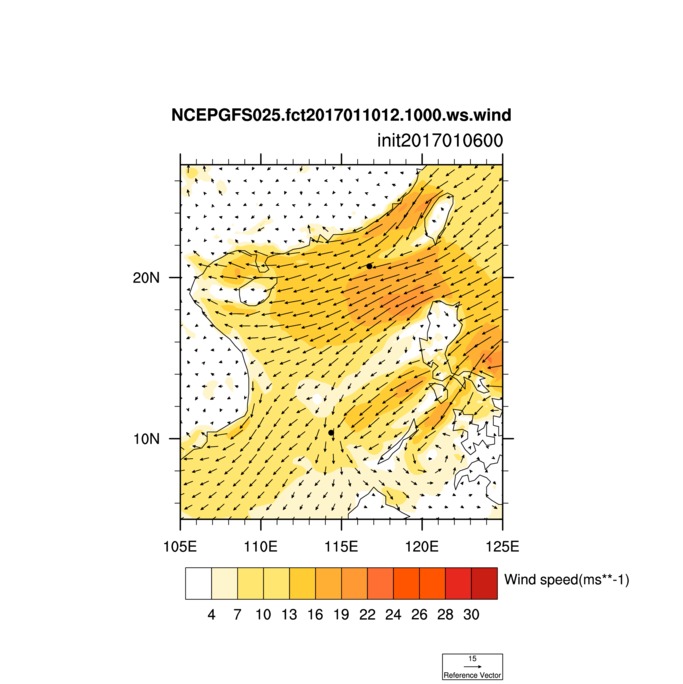 NCEPGFS025.fct2017011012.1000.ws.wind
init2017010600
20N
10N
105E 110E 115E 120E 125E
Wind speed(ms**-1)
4 7 10 13 16 19 22 24 26 28 30
15
Reference Vector